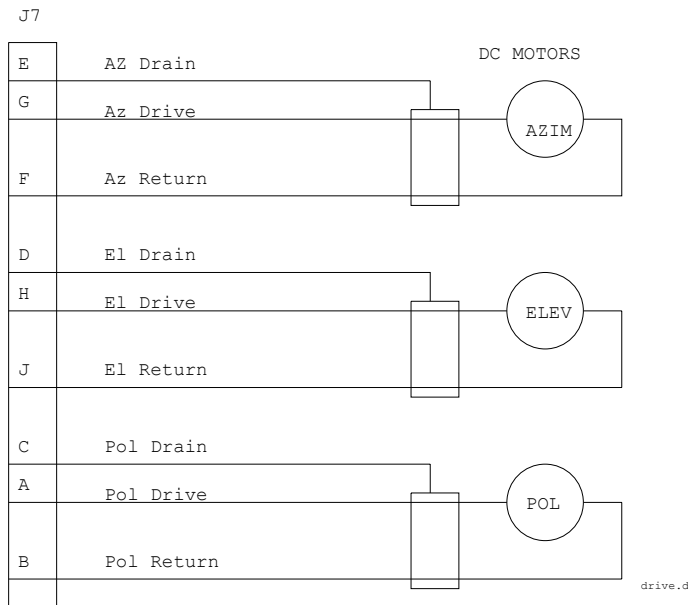 J7
DC MOTORS
E AZ Drain
G Az Drive
AZIM
F Az Return
D El Drain
H El Drive
ELEV
J El Return
C Pol Drain
A Pol Drive
POL
B Pol Return
drive.d